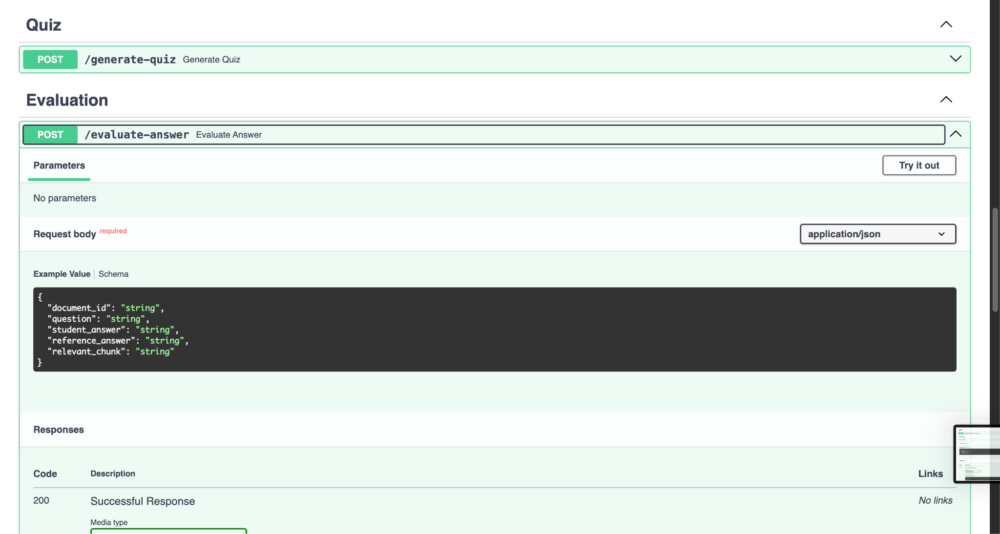 Quiz
POST /generate-quiz Generate Quiz
Evaluation
POST /evaluate-answer Evaluate Answer
Parameters
Try it out
No parameters
Request body required
application/json
Example Value | Schema
{
  "document_id": "string",
  "question": "string",
  "student_answer": "string",
  "reference_answer": "string",
  "relevant_chunk": "string"
}
Responses
Code Description Links
200 Successful Response No links
Media type